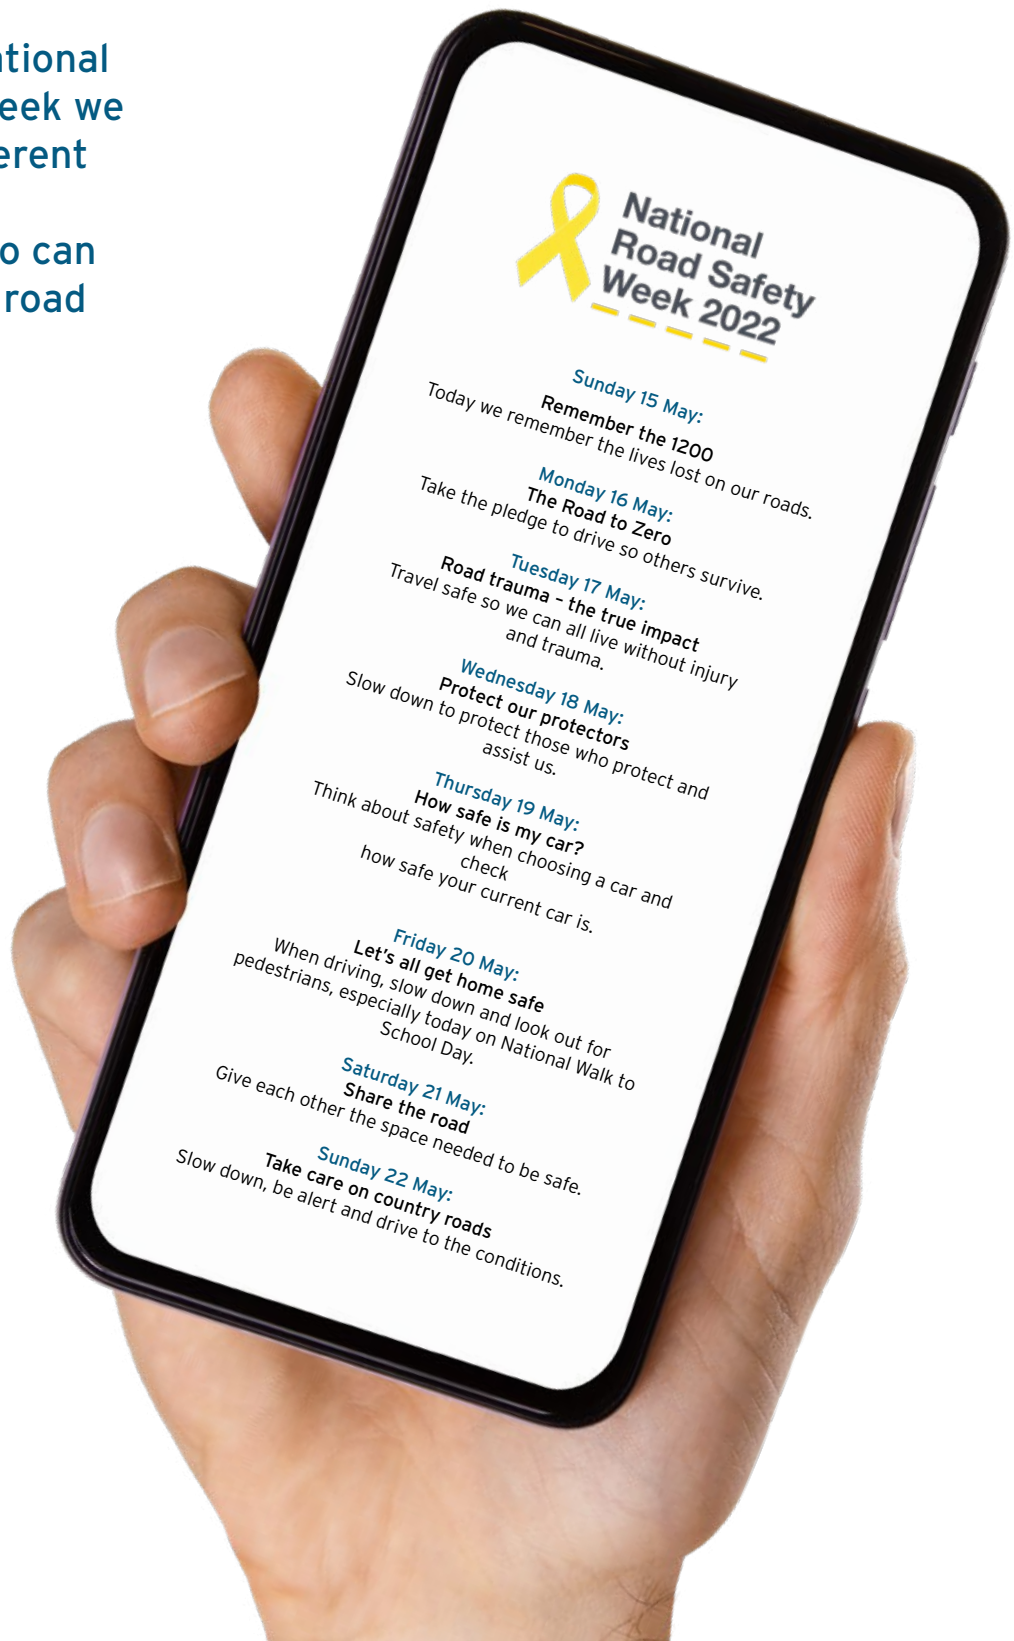 ational
eek we
erent
o can
road
National
Road Safety
Week 2022
Sunday 15 May:
Remember the 1200
Today we remember the lives lost on our roads.
Monday 16 May:
The Road to Zero
Take the pledge to drive so others survive.
Tuesday 17 May:
Road trauma – the true impact
Travel safe so we can all live without injury
and trauma.
Wednesday 18 May:
Protect our protectors
Slow down to protect those who protect and
assist us.
Thursday 19 May:
How safe is my car?
Think about safety when choosing a car and
check
how safe your current car is.
Friday 20 May:
Let's all get home safe
When driving, slow down and look out for
pedestrians, especially today on National Walk to
School Day.
Saturday 21 May:
Share the road
Give each other the space needed to be safe.
Sunday 22 May:
Take care on country roads
Slow down, be alert and drive to the conditions.